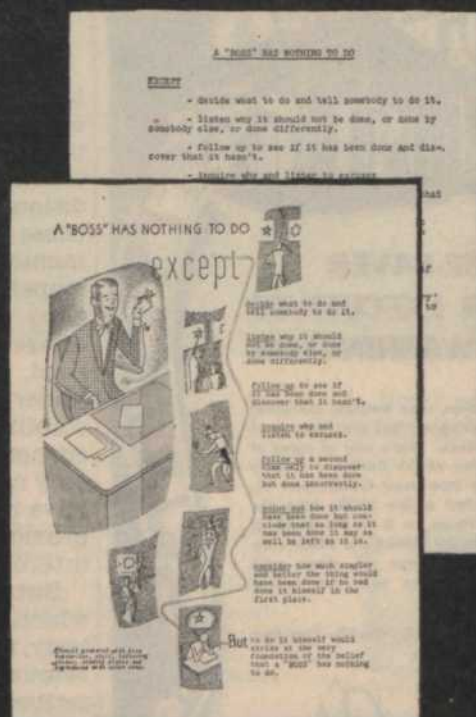 A "BOSS" HAS NOTHING TO DO
EXCEPT
- decide what to do and tell somebody to do it.
- listen why it should not be done, or done by
somebody else, or done differently.
- follow up to see if it has been done and dis-
cover that it hasn't.
- inquire why and listen to excuses
that
A "BOSS" HAS NOTHING TO DO
except
decide what to do and
tell somebody to do it.
listen why it should
not be done, or done
by somebody else, or
done differently.
follow up to see if
it has been done and
discover that it hasn't.
inquire why and
listen to excuses.
follow up a second
time only to discover
that it has been done
but done incorrectly.
point out how it should
have been done but con-
clude that as long as it
has been done it may as
well be left as it is.
consider how much simpler
and better the thing would
have been done if he had
done it himself in the
first place.
But to do it himself would
strike at the very
foundation of the belief
that a "BOSS" has nothing
to do.